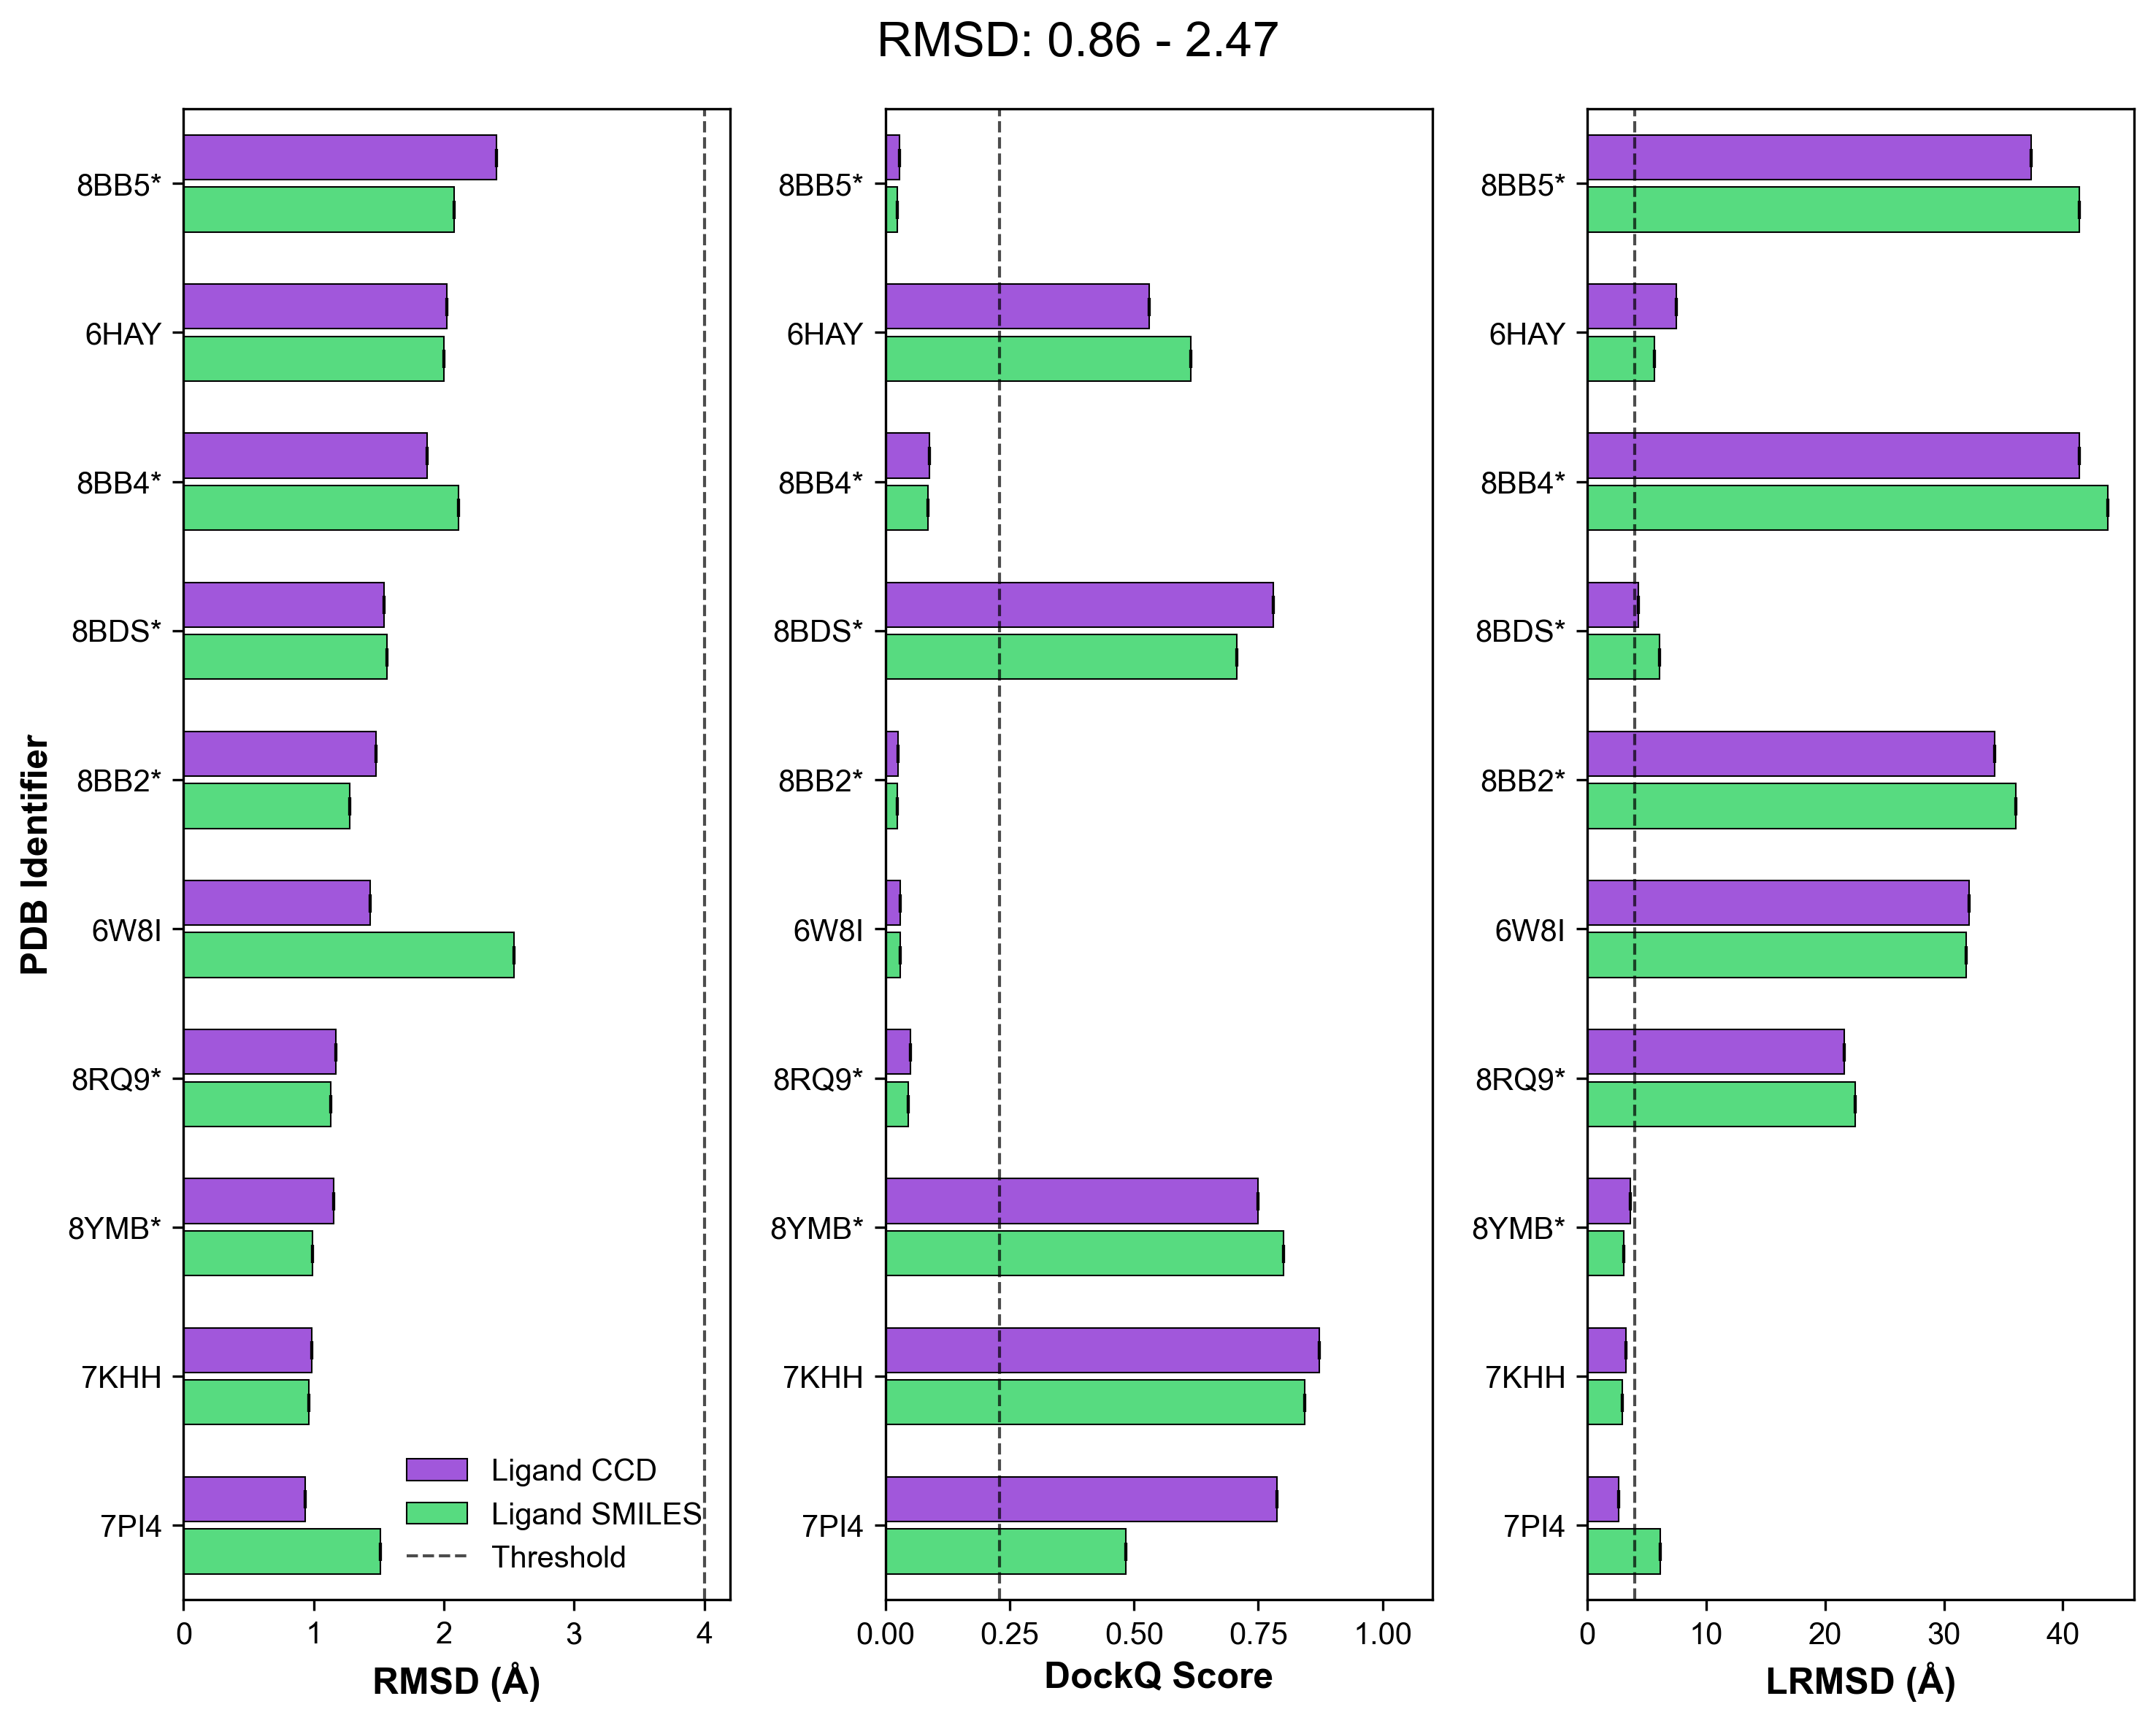 RMSD: 0.86 - 2.47
PDB Identifier
8BB5*
6HAY
8BB4*
8BDS*
8BB2*
6W8I
8RQ9*
8YMB*
7KHH
7PI4
Ligand CCD
Ligand SMILES
Threshold
0 1 2 3 4
RMSD (Å)
8BB5*
6HAY
8BB4*
8BDS*
8BB2*
6W8I
8RQ9*
8YMB*
7KHH
7PI4
0.00 0.25 0.50 0.75 1.00
DockQ Score
8BB5*
6HAY
8BB4*
8BDS*
8BB2*
6W8I
8RQ9*
8YMB*
7KHH
7PI4
0 10 20 30 40
LRMSD (Å)